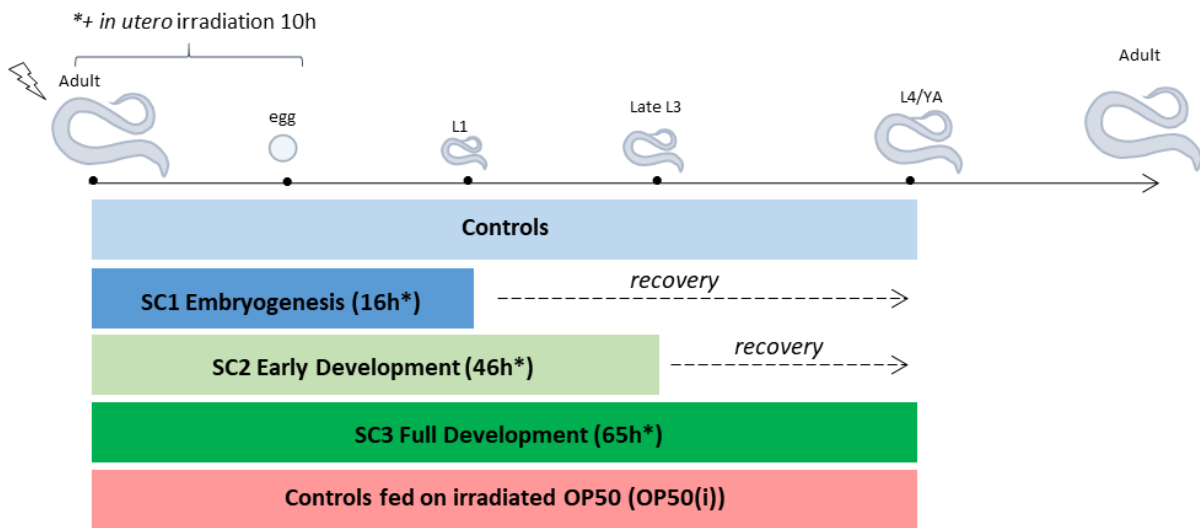 *+ in utero irradiation 10h
Adult
egg
L1
Late L3
L4/YA
Adult
Controls
SC1 Embryogenesis (16h*)
recovery
SC2 Early Development (46h*)
recovery
SC3 Full Development (65h*)
Controls fed on irradiated OP50 (OP50(i))